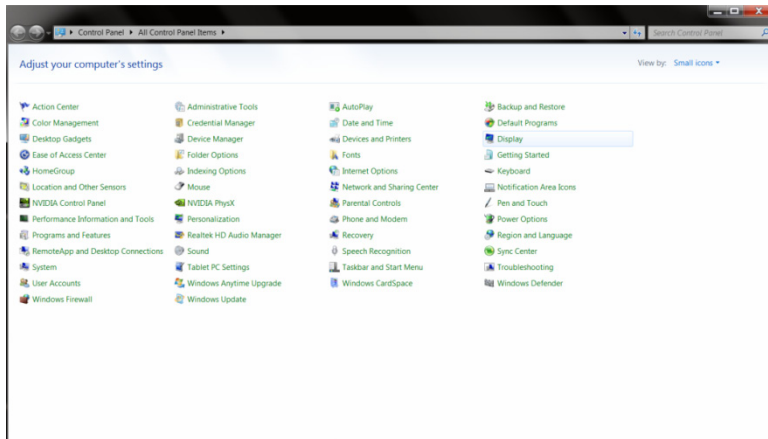 Control Panel All Control Panel Items Search Control Panel
Adjust your computer's settings View by: Small icons
Action Center Administrative Tools AutoPlay Backup and Restore
Color Management Credential Manager Date and Time Default Programs
Desktop Gadgets Device Manager Devices and Printers Display
Ease of Access Center Folder Options Fonts Getting Started
HomeGroup Indexing Options Internet Options Keyboard
Location and Other Sensors Mouse Network and Sharing Center Notification Area Icons
NVIDIA Control Panel NVIDIA PhysX Parental Controls Pen and Touch
Performance Information and Tools Personalization Phone and Modem Power Options
Programs and Features Realtek HD Audio Manager Recovery Region and Language
RemoteApp and Desktop Connections Sound Speech Recognition Sync Center
System Tablet PC Settings Taskbar and Start Menu Troubleshooting
User Accounts Windows Anytime Upgrade Windows CardSpace Windows Defender
Windows Firewall Windows Update